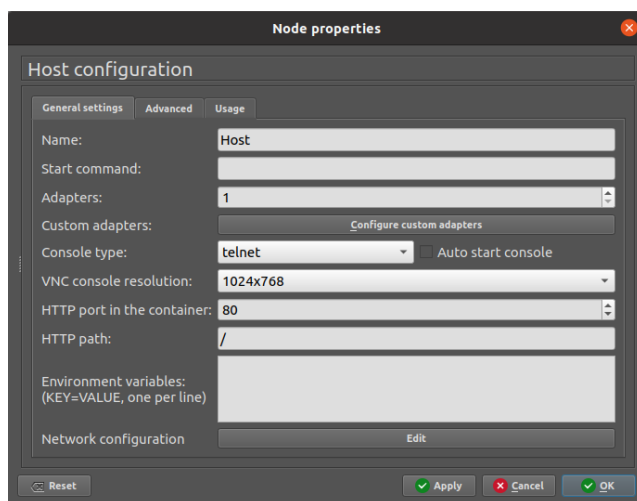 Node properties
Host configuration
General settings Advanced Usage
Name: Host
Start command:
Adapters: 1
Custom adapters: Configure custom adapters
Console type: telnet Auto start console
VNC console resolution: 1024x768
HTTP port in the container: 80
HTTP path: /
Environment variables:
(KEY=VALUE, one per line)
Network configuration Edit
Reset Apply Cancel OK